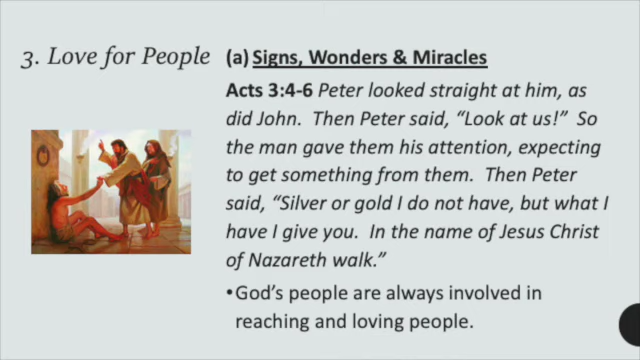 3. Love for People
(a) Signs, Wonders & Miracles
Acts 3:4-6 Peter looked straight at him, as
did John. Then Peter said, “Look at us!” So
the man gave them his attention, expecting
to get something from them. Then Peter
said, “Silver or gold I do not have, but what I
have I give you. In the name of Jesus Christ
of Nazareth walk.”
•God’s people are always involved in
reaching and loving people.